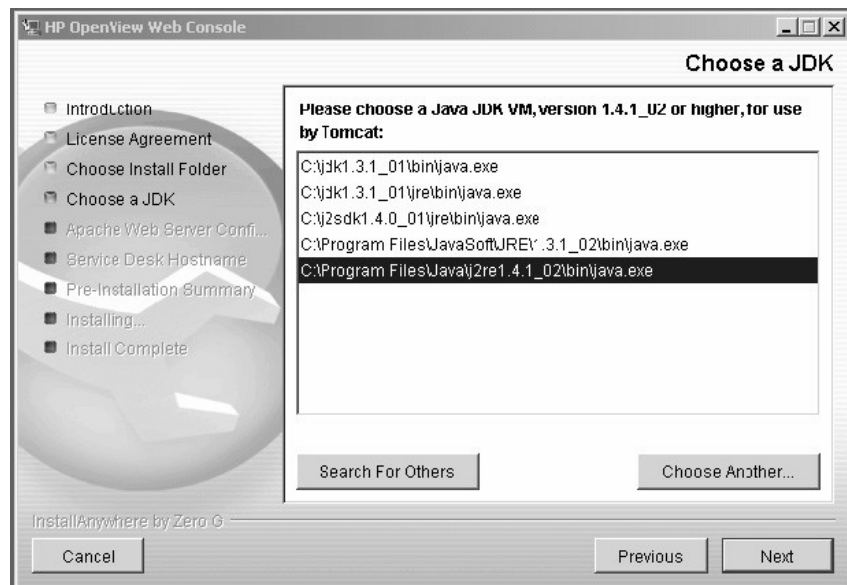 HP OpenView Web Console
Choose a JDK
Introduction
License Agreement
Choose Install Folder
Choose a JDK
Apache Web Server Confi...
Service Desk Hostname
Pre-Installation Summary
Installing...
Install Complete
Please choose a Java JDK VM, version 1.4.1_02 or higher, for use
by Tomcat:
C:\jdk1.3.1_01\bin\java.exe
C:\jdk1.3.1_01\jre\bin\java.exe
C:\j2sdk1.4.0_01\jre\bin\java.exe
C:\Program Files\JavaSoft\JRE\1.3.1_02\bin\java.exe
C:\Program Files\Java\j2re1.4.1_02\bin\java.exe
Search For Others
Choose Another...
InstallAnywhere by Zero G
Cancel
Previous
Next